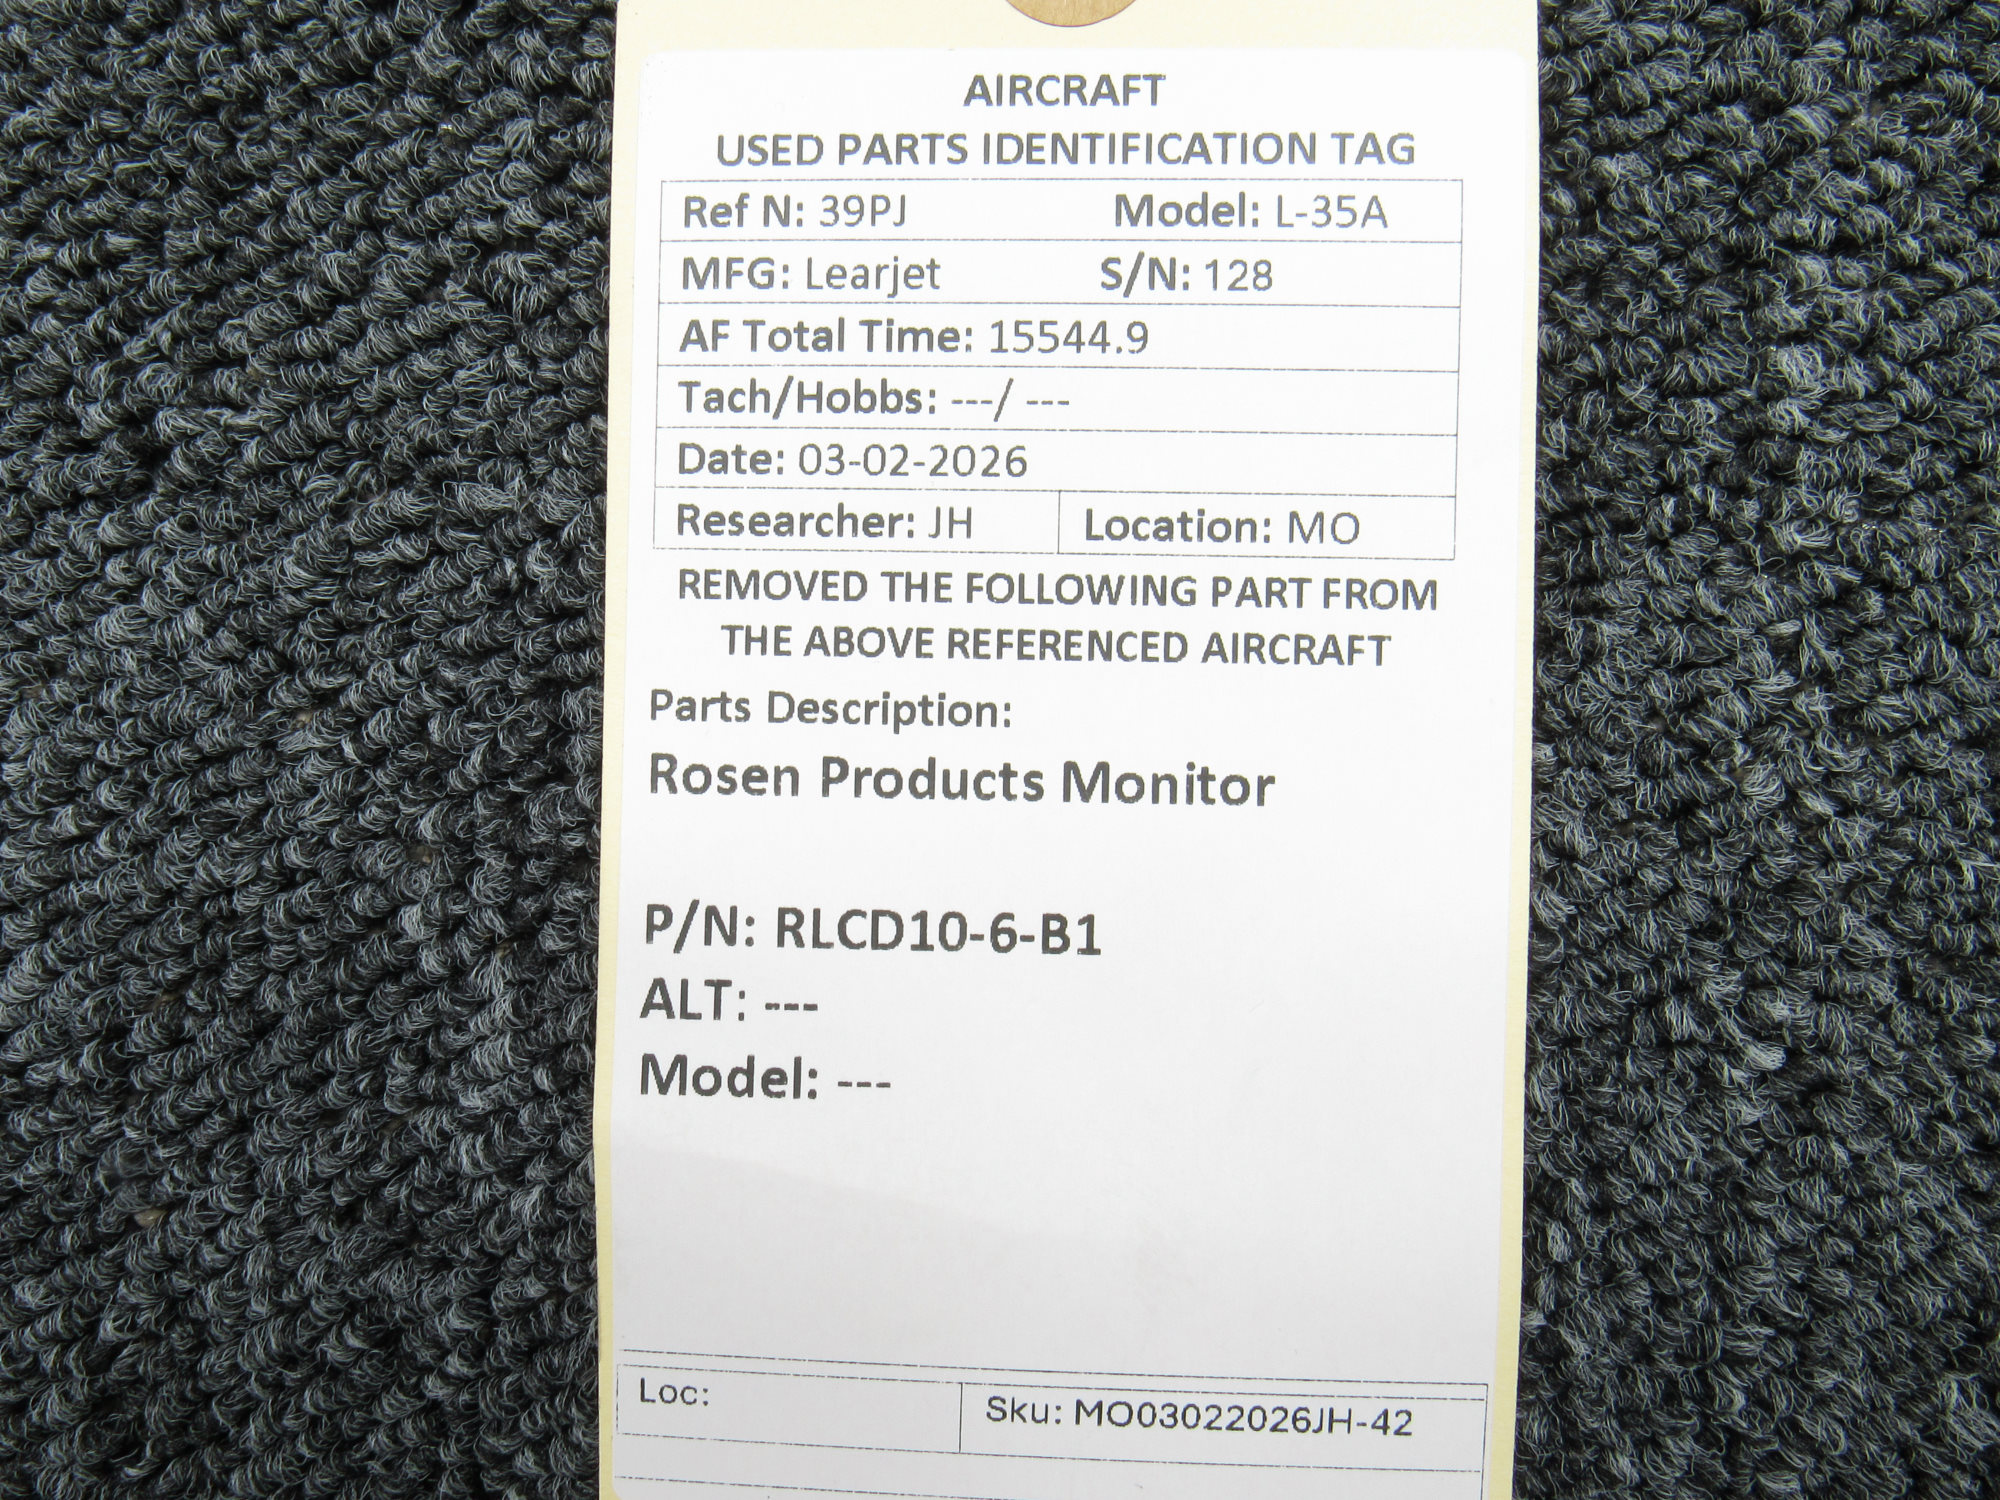 AIRCRAFT
USED PARTS IDENTIFICATION TAG
Ref N: 39PJ Model: L-35A
MFG: Learjet S/N: 128
AF Total Time: 15544.9
Tach/Hobbs: ---/ ---
Date: 03-02-2026
Researcher: JH Location: MO
REMOVED THE FOLLOWING PART FROM
THE ABOVE REFERENCED AIRCRAFT
Parts Description:
Rosen Products Monitor
P/N: RLCD10-6-B1
ALT: ---
Model: ---
Loc: Sku: MO03022026JH-42